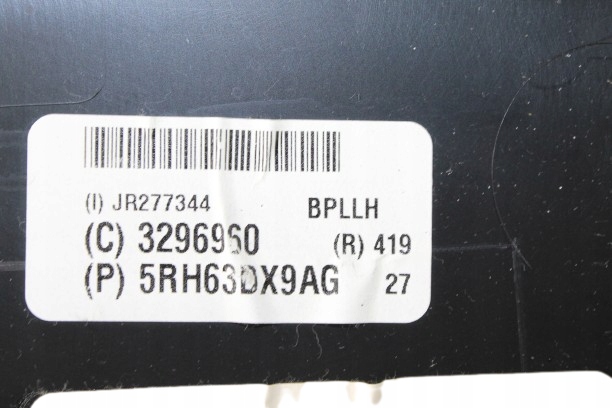 (I) JR277344 BPLLH
(C) 3296960 (R) 419
(P) 5RH63DX9AG 27